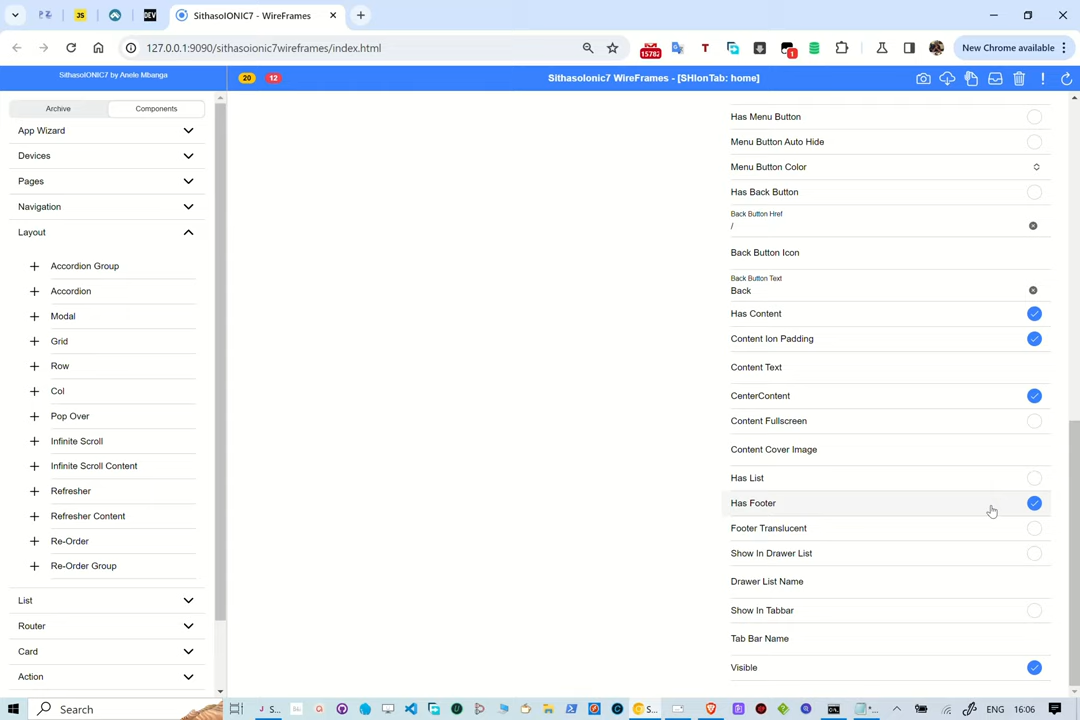 SithasoIONIC7 - WireFrames
127.0.0.1:9090/sithasoionic7wireframes/index.html
15782
1
New Chrome available
SithasoIONIC7 by Anele Mbanga
20
12
SithasoIonic7 WireFrames - [SHIonTab: home]
Archive
Components
App Wizard
Devices
Pages
Navigation
Layout
Accordion Group
Accordion
Modal
Grid
Row
Col
Pop Over
Infinite Scroll
Infinite Scroll Content
Refresher
Refresher Content
Re-Order
Re-Order Group
List
Router
Card
Action
Has Menu Button
Menu Button Auto Hide
Menu Button Color
Has Back Button
Back Button Href
/
Back Button Icon
Back Button Text
Back
Has Content
Content Ion Padding
Content Text
CenterContent
Content Fullscreen
Content Cover Image
Has List
Has Footer
Footer Translucent
Show In Drawer List
Drawer List Name
Show In Tabbar
Tab Bar Name
Visible
Search
ENG
16:06